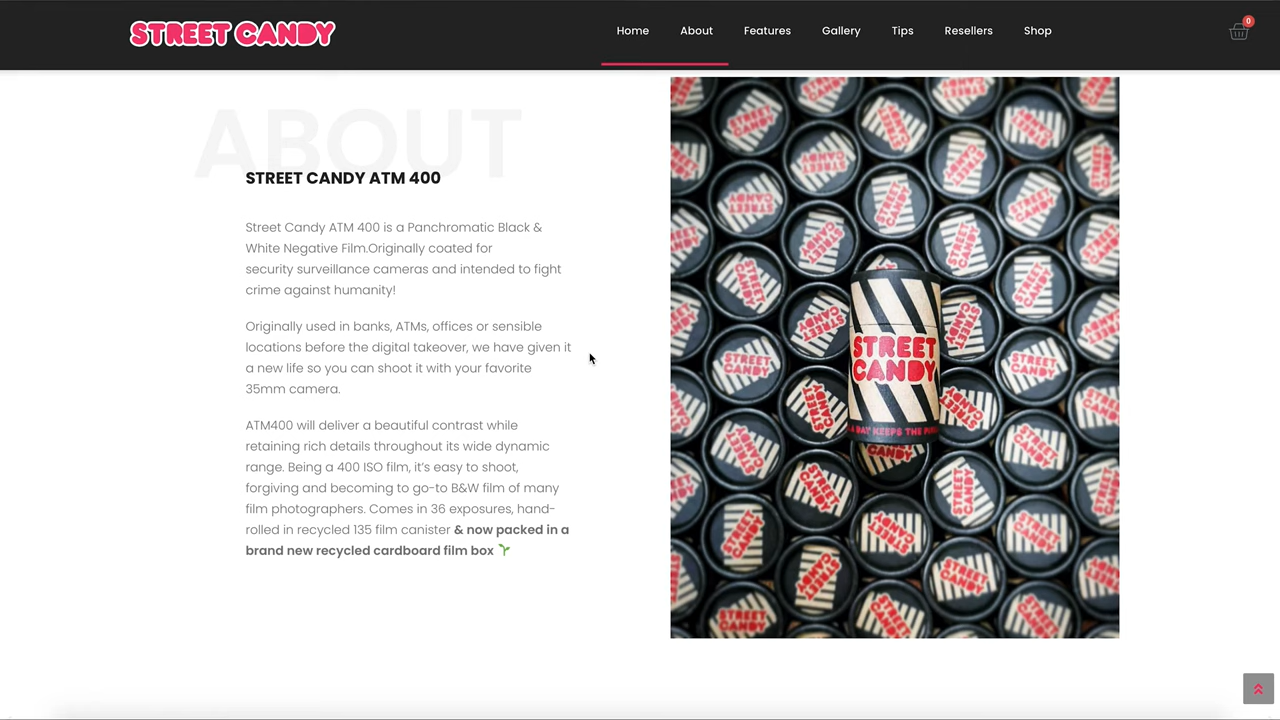 STREET CANDY
Home About Features Gallery Tips Resellers Shop
0
ABOUT
STREET CANDY ATM 400
Street Candy ATM 400 is a Panchromatic Black &
White Negative Film.Originally coated for
security surveillance cameras and intended to fight
crime against humanity!
Originally used in banks, ATMs, offices or sensible
locations before the digital takeover, we have given it
a new life so you can shoot it with your favorite
35mm camera.
ATM400 will deliver a beautiful contrast while
retaining rich details throughout its wide dynamic
range. Being a 400 ISO film, it's easy to shoot,
forgiving and becoming to go-to B&W film of many
film photographers. Comes in 36 exposures, hand-
rolled in recycled 135 film canister & now packed in a
brand new recycled cardboard film box 🌱
STREET
CANDY
A DAY KEEPS THE